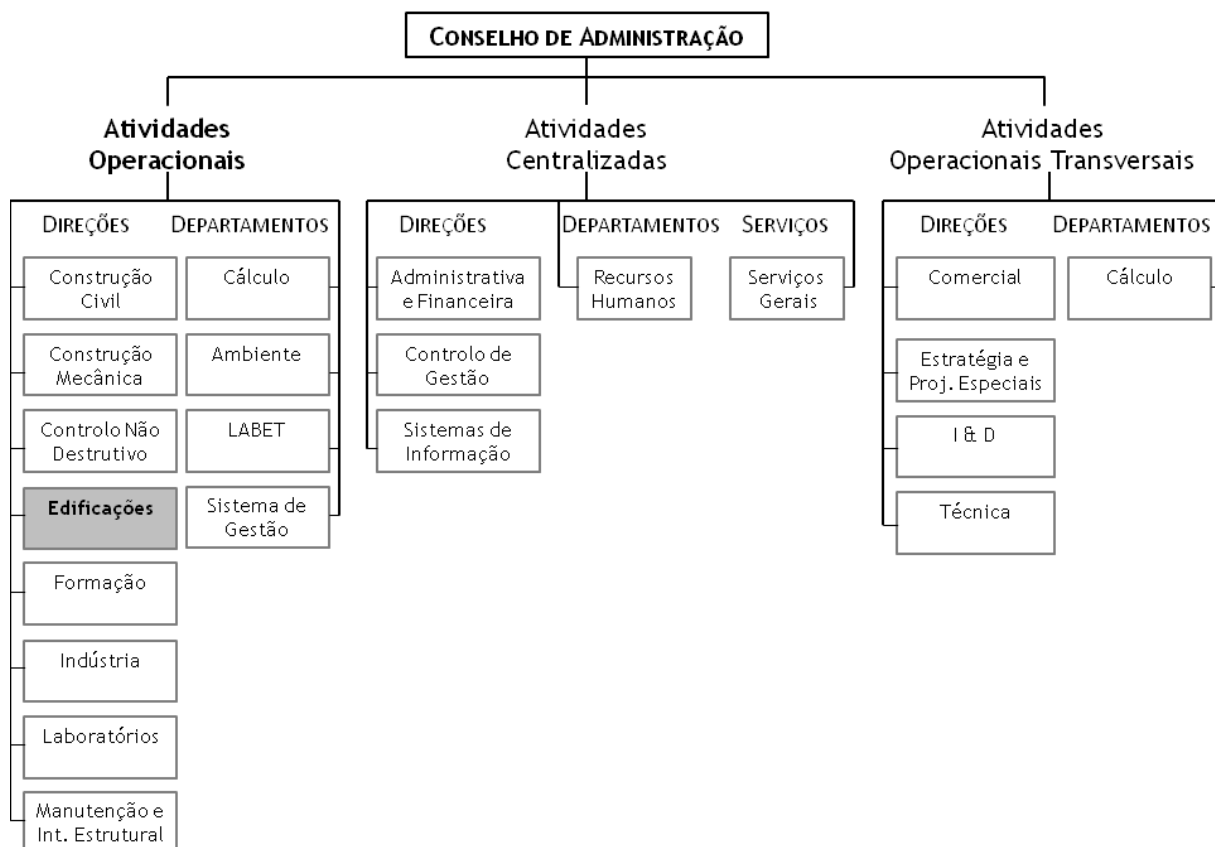 CONSELHO DE ADMINISTRAÇÃO
Atividades
Operacionais
DIREÇÕES
Construção
Civil
Construção
Mecânica
Controlo Não
Destrutivo
Edificações
Formação
Indústria
Laboratórios
Manutenção e
Int. Estrutural
DEPARTAMENTOS
Cálculo
Ambiente
LABET
Sistema de
Gestão
Atividades
Centralizadas
DIREÇÕES
Administrativa
e Financeira
Controlo de
Gestão
Sistemas de
Informação
DEPARTAMENTOS
Recursos
Humanos
SERVIÇOS
Serviços
Gerais
Atividades
Operacionais Transversais
DIREÇÕES
Comercial
Estratégia e
Proj. Especiais
I & D
Técnica
DEPARTAMENTOS
Cálculo